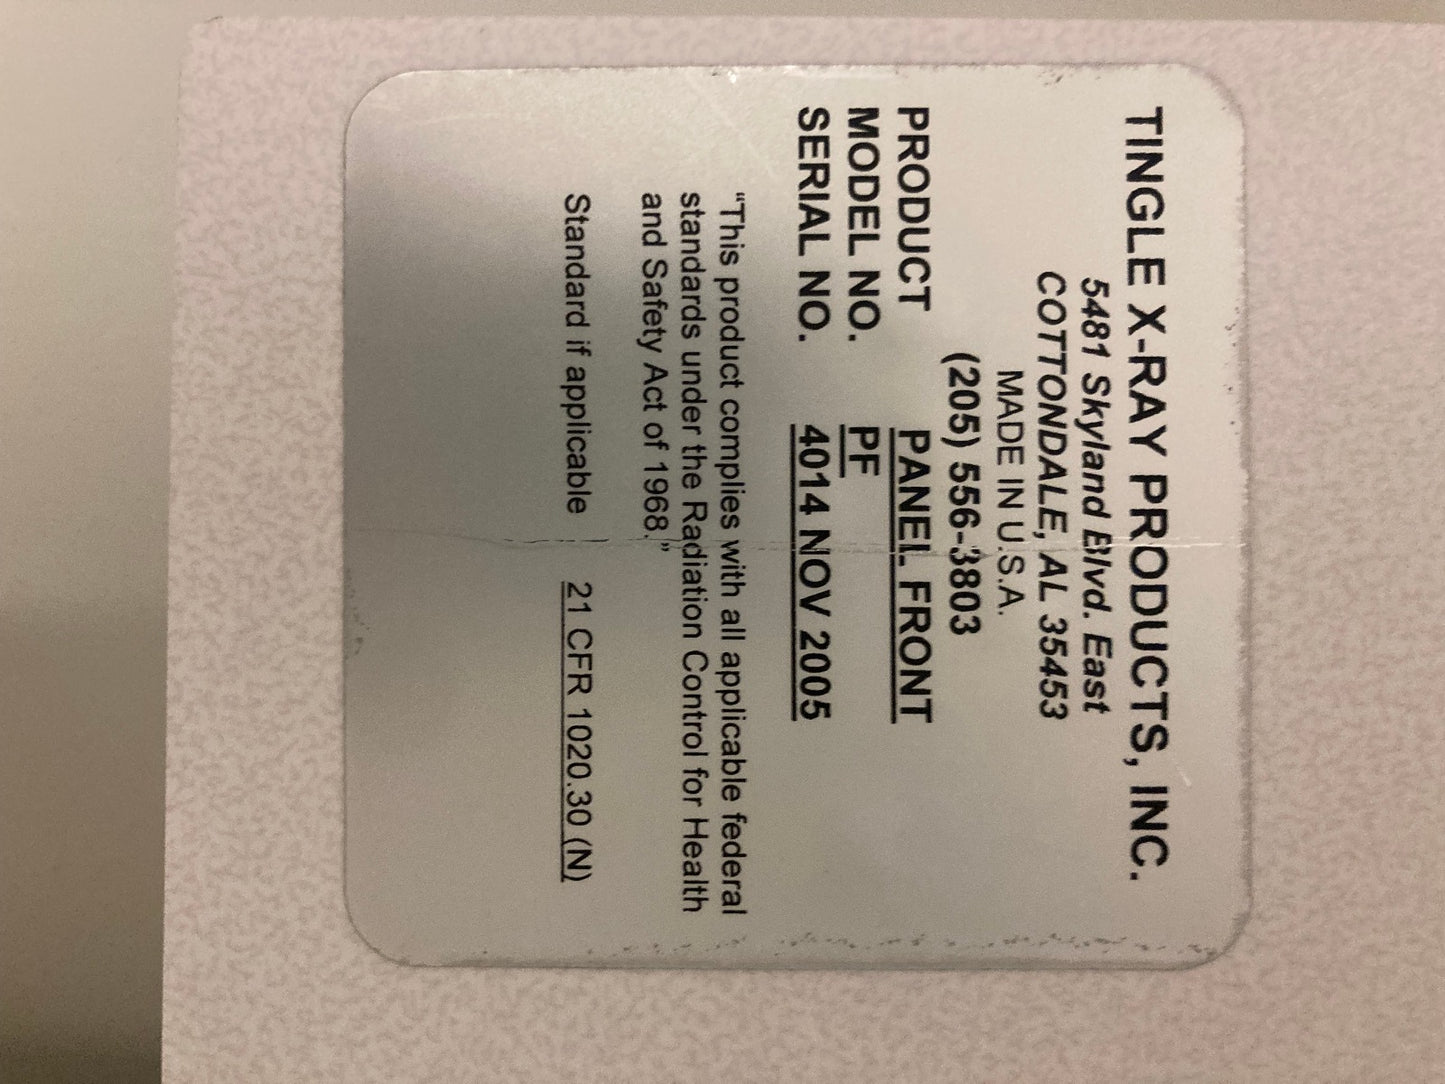 TINGLE X-RAY PRODUCTS, INC.
5481 Skyland Blvd. East
COTTONDALE, AL 35453
MADE IN U.S.A.
(205) 556-3803
PRODUCT PANEL FRONT
MODEL NO. PF
SERIAL NO. 4014 NOV 2005
“This product complies with all applicable federal
standards under the Radiation Control for Health
and Safety Act of 1968.”
Standard if applicable 21 CFR 1020.30 (N)